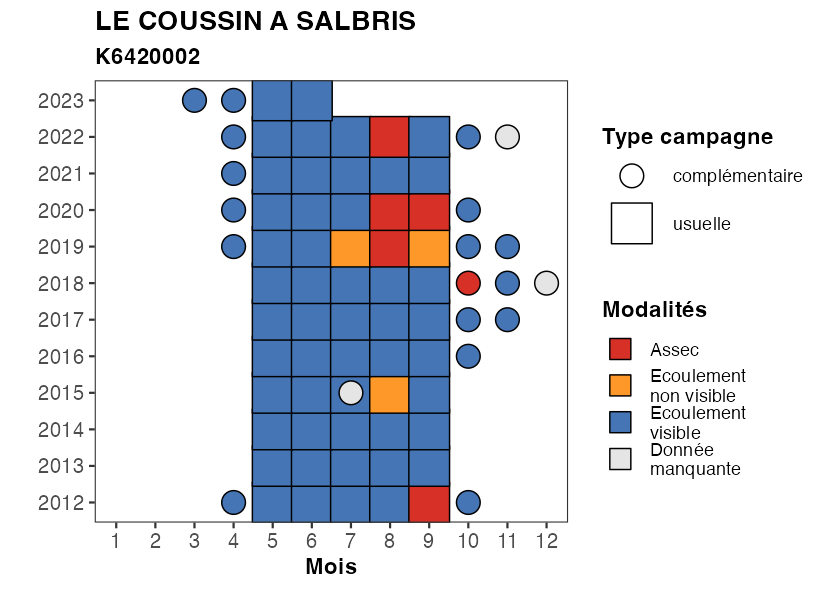 LE COUSSIN A SALBRIS
K6420002
2023
2022
2021
2020
2019
2018
2017
2016
2015
2014
2013
2012
1 2 3 4 5 6 7 8 9 10 11 12
Mois
Type campagne
complémentaire
usuelle
Modalités
Assec
Ecoulement
non visible
Ecoulement
visible
Donnée
manquante